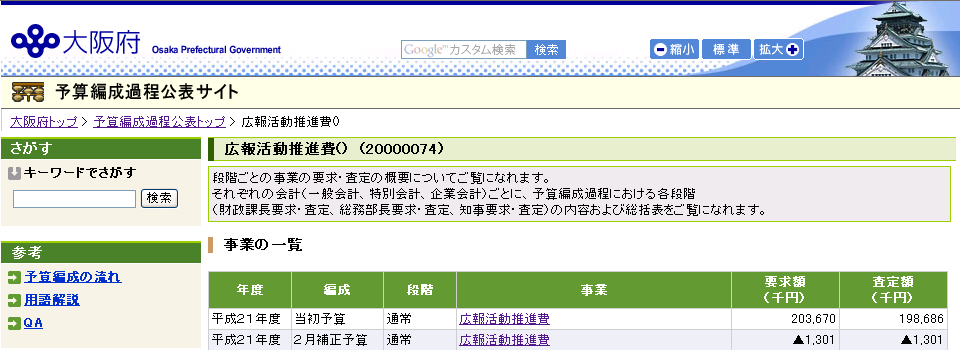 大阪府 Osaka Prefectural Government
Google™ カスタム検索 検索
縮小 標準 拡大
予算編成過程公表サイト
大阪府トップ > 予算編成過程公表トップ > 広報活動推進費()
さがす
キーワードでさがす
検索
参考
予算編成の流れ
用語解説
QA
広報活動推進費() (20000074)
段階ごとの事業の要求・査定の概要についてご覧になれます。
それぞれの会計(一般会計、特別会計、企業会計)ごとに、予算編成過程における各段階
(財政課長要求・査定、総務部長要求・査定、知事要求・査定)の内容および総括表をご覧になれます。
事業の一覧
年度 編成 段階 事業 要求額(千円) 査定額(千円)
平成21年度 当初予算 通常 広報活動推進費 203,670 198,686
平成21年度 2月補正予算 通常 広報活動推進費 ▲1,301 ▲1,301